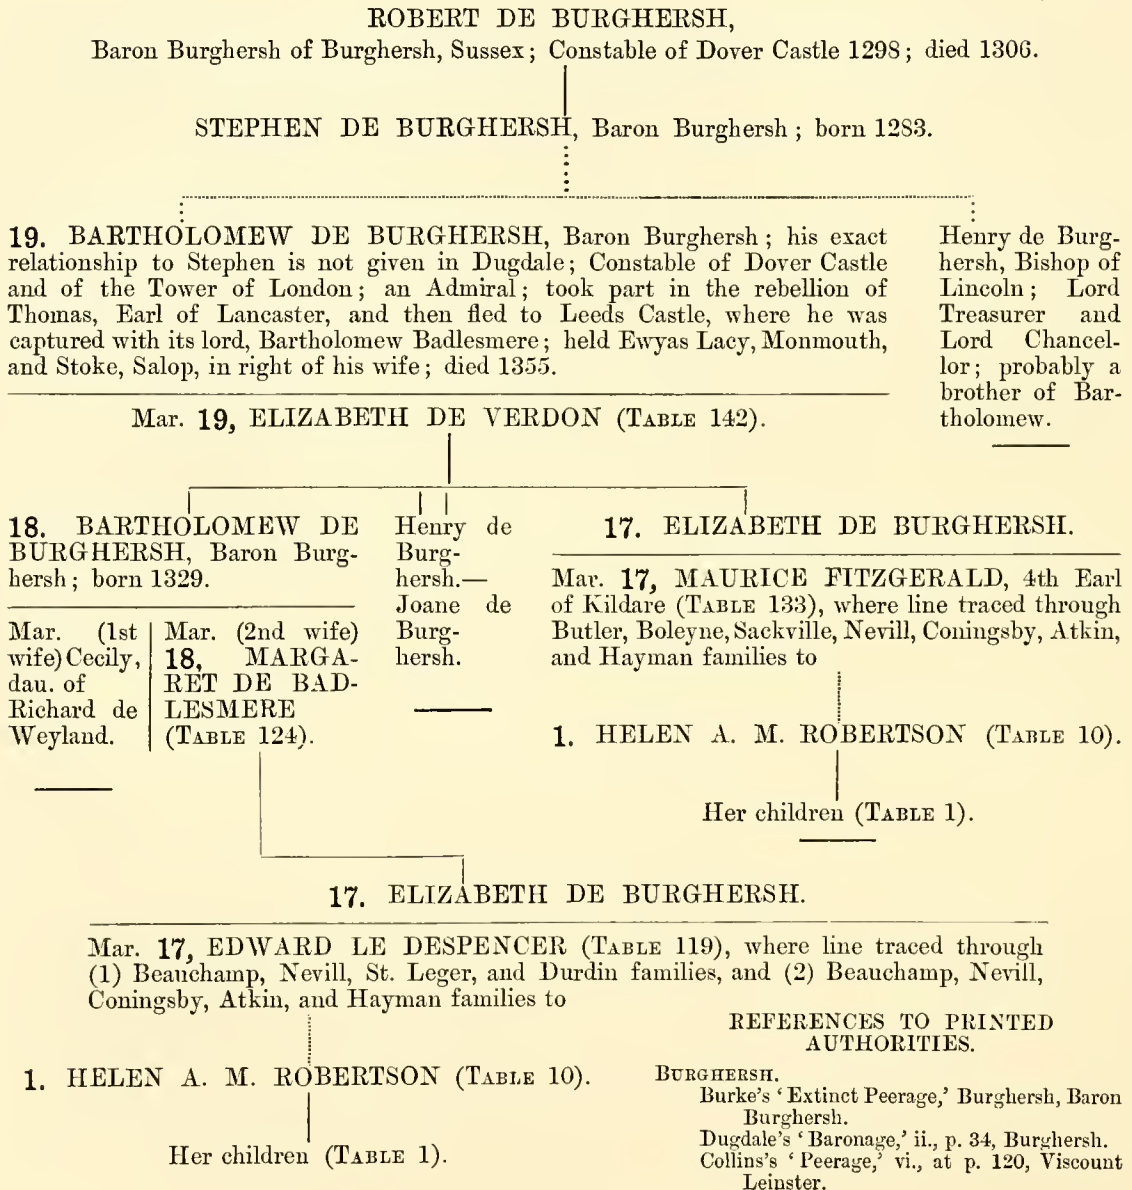 ROBERT DE BURGHERSH,
Baron Burghersh of Burghersh, Sussex; Constable of Dover Castle 1298; died 1306.
STEPHEN DE BURGHERSH, Baron Burghersh; born 1283.
19. BARTHOLOMEW DE BURGHERSH, Baron Burghersh; his exact
relationship to Stephen is not given in Dugdale; Constable of Dover Castle
and of the Tower of London; an Admiral; took part in the rebellion of
Thomas, Earl of Lancaster, and then fled to Leeds Castle, where he was
captured with its lord, Bartholomew Badlesmere; held Ewyas Lacy, Monmouth,
and Stoke, Salop, in right of his wife; died 1355.
Henry de Burg-
hersh, Bishop of
Lincoln; Lord
Treasurer and
Lord Chancel-
lor; probably a
brother of Bar-
tholomew.
Mar. 19, ELIZABETH DE VERDON (TABLE 142).
18. BARTHOLOMEW DE
BURGHERSH, Baron Burg-
hersh; born 1329.
Mar. (1st
wife) Cecily,
dau. of
Richard de
Weyland.
Mar. (2nd wife)
18, MARGA-
RET DE BAD-
LESMERE
(TABLE 124).
Henry de
Burg-
hersh.—
Joane de
Burg-
hersh.
17. ELIZABETH DE BURGHERSH.
Mar. 17, MAURICE FITZGERALD, 4th Earl
of Kildare (TABLE 133), where line traced through
Butler, Boleyne, Sackville, Nevill, Coningsby, Atkin,
and Hayman families to
1. HELEN A. M. ROBERTSON (TABLE 10).
Her children (TABLE 1).
17. ELIZABETH DE BURGHERSH.
Mar. 17, EDWARD LE DESPENCER (TABLE 119), where line traced through
(1) Beauchamp, Nevill, St. Leger, and Durdin families, and (2) Beauchamp, Nevill,
Coningsby, Atkin, and Hayman families to
1. HELEN A. M. ROBERTSON (TABLE 10).
Her children (TABLE 1).
REFERENCES TO PRINTED
AUTHORITIES.
BURGHERSH.
Burke's 'Extinct Peerage,' Burghersh, Baron
Burghersh.
Dugdale's 'Baronage,' ii., p. 34, Burghersh.
Collins's 'Peerage,' vi., at p. 120, Viscount
Leinster.